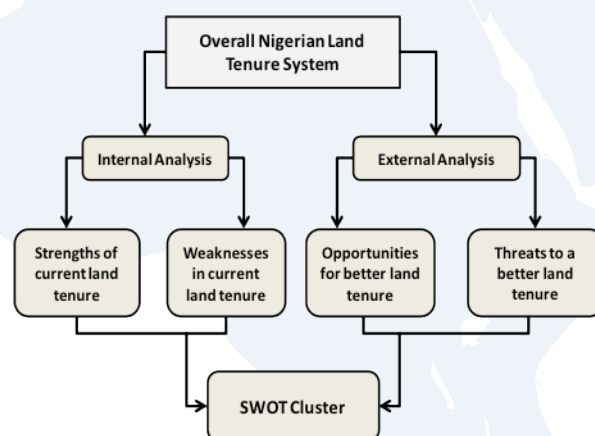 Overall Nigerian Land
Tenure System
Internal Analysis
External Analysis
Strengths of
current land
tenure
Weaknesses
in current
land tenure
Opportunities
for better land
tenure
Threats to a
better land
tenure
SWOT Cluster